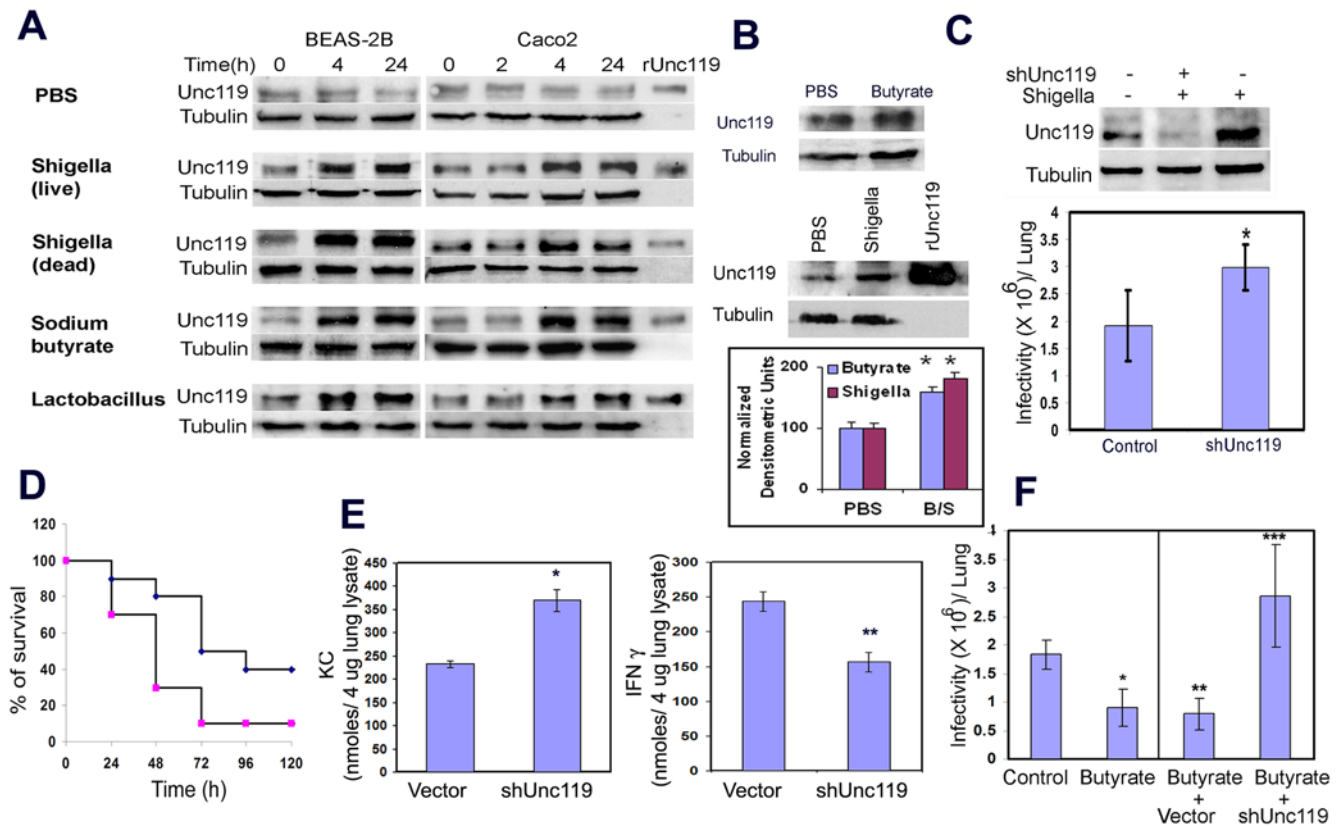 A
BEAS-2B Caco2
Time(h) 0 4 24 0 2 4 24 rUnc119
PBS
Unc119
Tubulin
Shigella
(live)
Unc119
Tubulin
Shigella
(dead)
Unc119
Tubulin
Sodium
butyrate
Unc119
Tubulin
Lactobacillus
Unc119
Tubulin
B
PBS Butyrate
Unc119
Tubulin
PBS
Shigella
rUnc119
Unc119
Tubulin
Normalized
Densitometric Units
200
100
0
* *
Butyrate
Shigella
PBS B/S
C
shUnc119 - + -
Shigella - + +
Unc119
Tubulin
Infectivity (X 10^6)/ Lung
4
3.5
3
2.5
2
1.5
1
0.5
0
*
Control shUnc119
D
% of survival
120
100
80
60
40
20
0
0 24 48 72 96 120
Time (h)
E
KC
(nmoles/ 4 ug lung lysate)
450
400
350
300
250
200
150
100
50
0
*
Vector shUnc119
IFN γ
(nmoles/ 4 ug lung lysate)
300
250
200
150
100
50
0
**
Vector shUnc119
F
Infectivity (X 10^6)/ Lung
4
3.5
3
2.5
2
1.5
1
0.5
0
*
**
***
Control Butyrate Butyrate Butyrate
+ +
Vector shUnc119